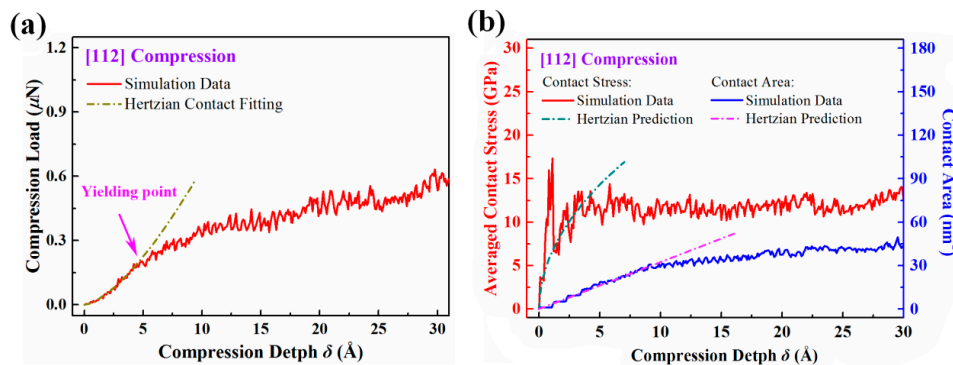 (a)
[112] Compression
Simulation Data
Hertzian Contact Fitting
Yielding point
Compression Load (μN)
1.2
0.9
0.6
0.3
0.0
0 5 10 15 20 25 30
Compression Detph δ (Å)
(b)
[112] Compression
Contact Stress: Contact Area:
Simulation Data Simulation Data
Hertzian Prediction Hertzian Prediction
Averaged Contact Stress (GPa)
30
25
20
15
10
5
0
180
150
120
90
60
30
0
Contact Area (nm²)
0 5 10 15 20 25 30
Compression Detph δ (Å)